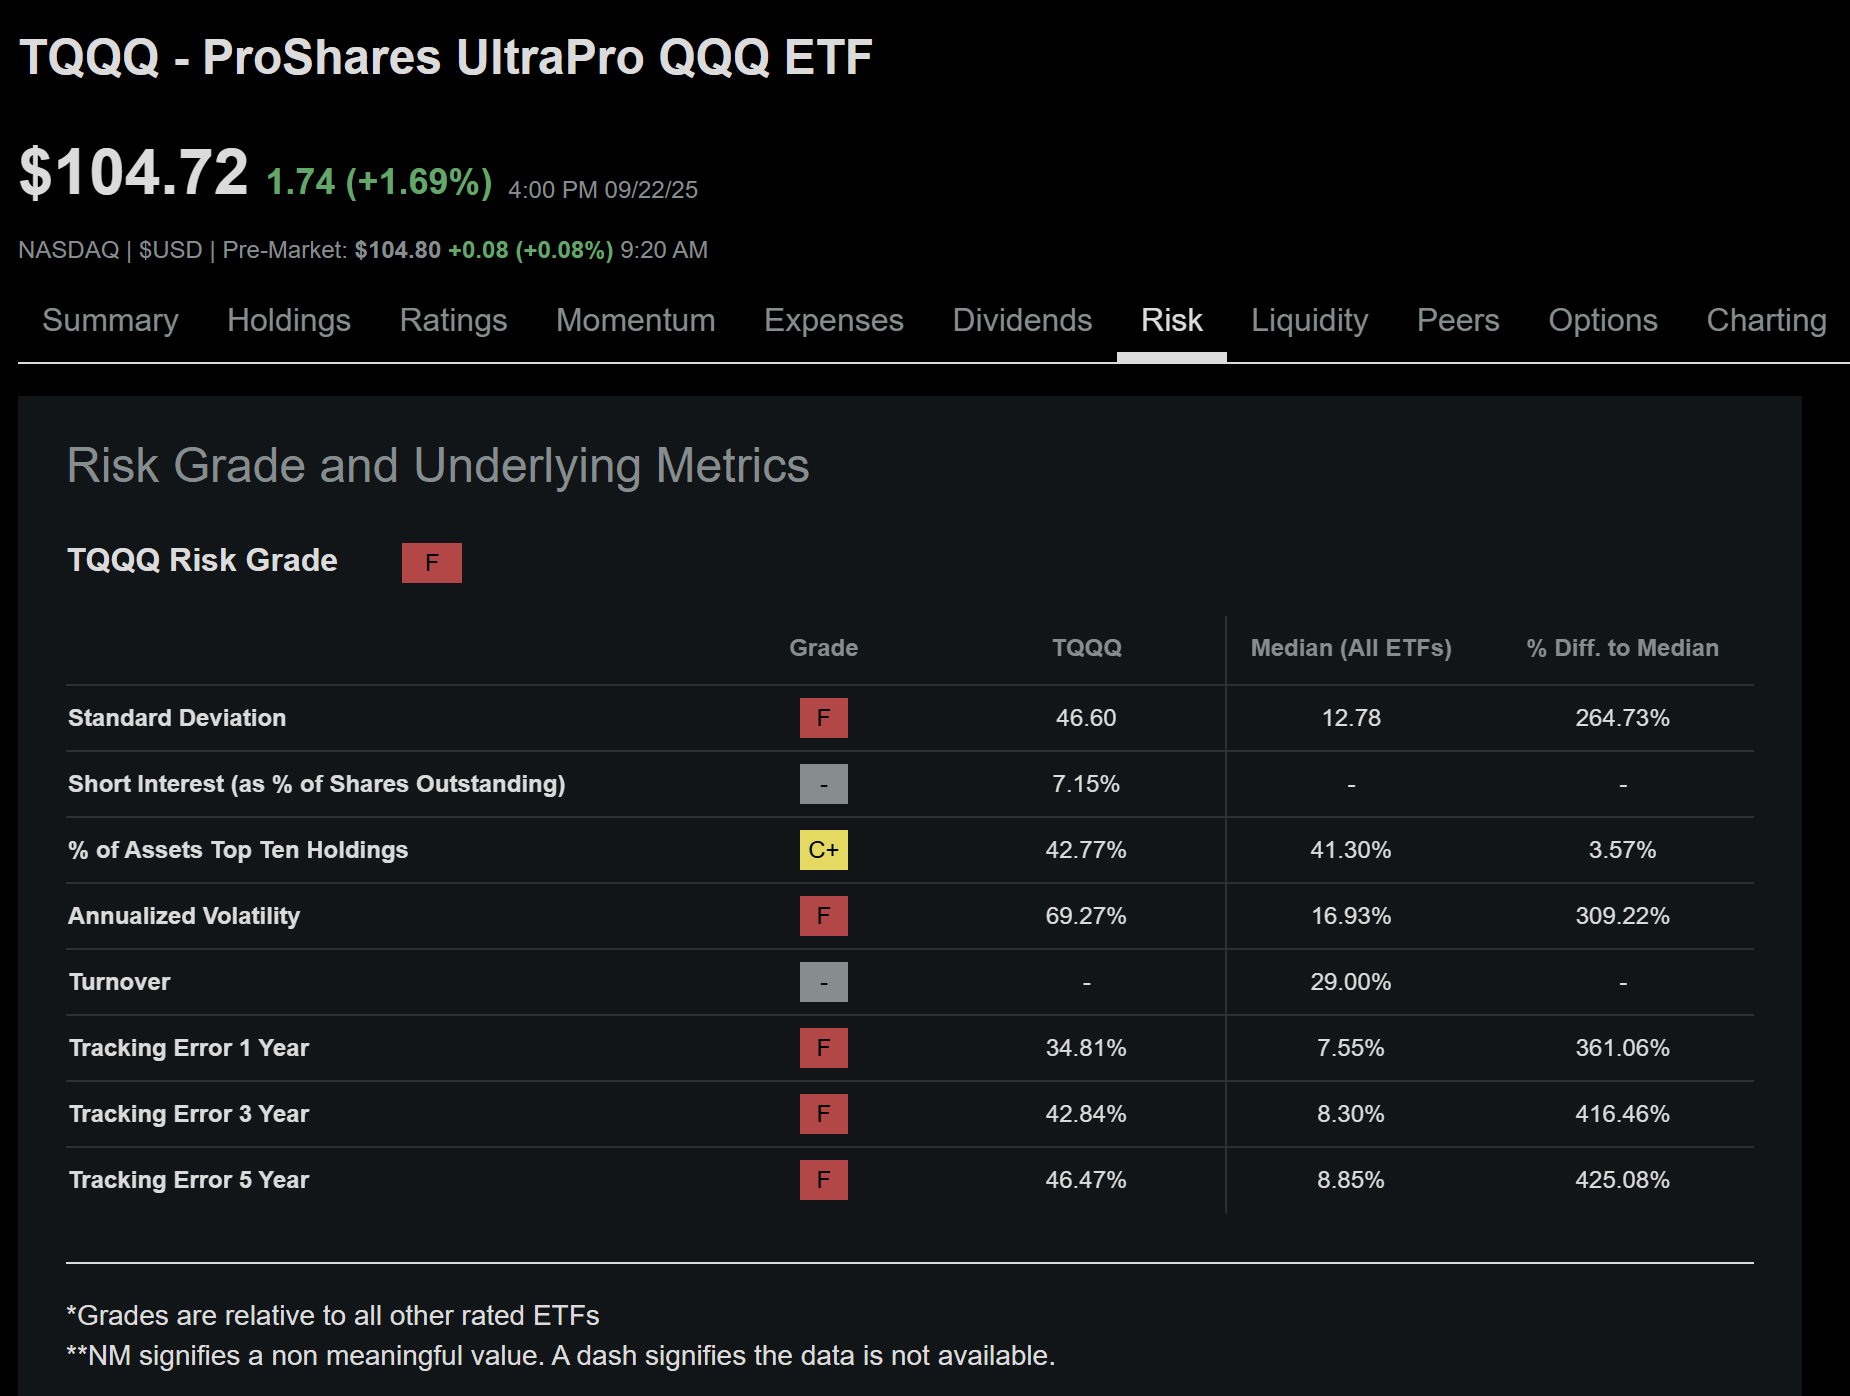 TQQQ - ProShares UltraPro QQQ ETF
$104.72 1.74 (+1.69%) 4:00 PM 09/22/25
NASDAQ | $USD | Pre-Market: $104.80 +0.08 (+0.08%) 9:20 AM
Summary Holdings Ratings Momentum Expenses Dividends Risk Liquidity Peers Options Charting
Risk Grade and Underlying Metrics
TQQQ Risk Grade F
Grade TQQQ Median (All ETFs) % Diff. to Median
Standard Deviation F 46.60 12.78 264.73%
Short Interest (as % of Shares Outstanding) - 7.15% - -
% of Assets Top Ten Holdings C+ 42.77% 41.30% 3.57%
Annualized Volatility F 69.27% 16.93% 309.22%
Turnover - - 29.00% -
Tracking Error 1 Year F 34.81% 7.55% 361.06%
Tracking Error 3 Year F 42.84% 8.30% 416.46%
Tracking Error 5 Year F 46.47% 8.85% 425.08%
*Grades are relative to all other rated ETFs
**NM signifies a non meaningful value. A dash signifies the data is not available.